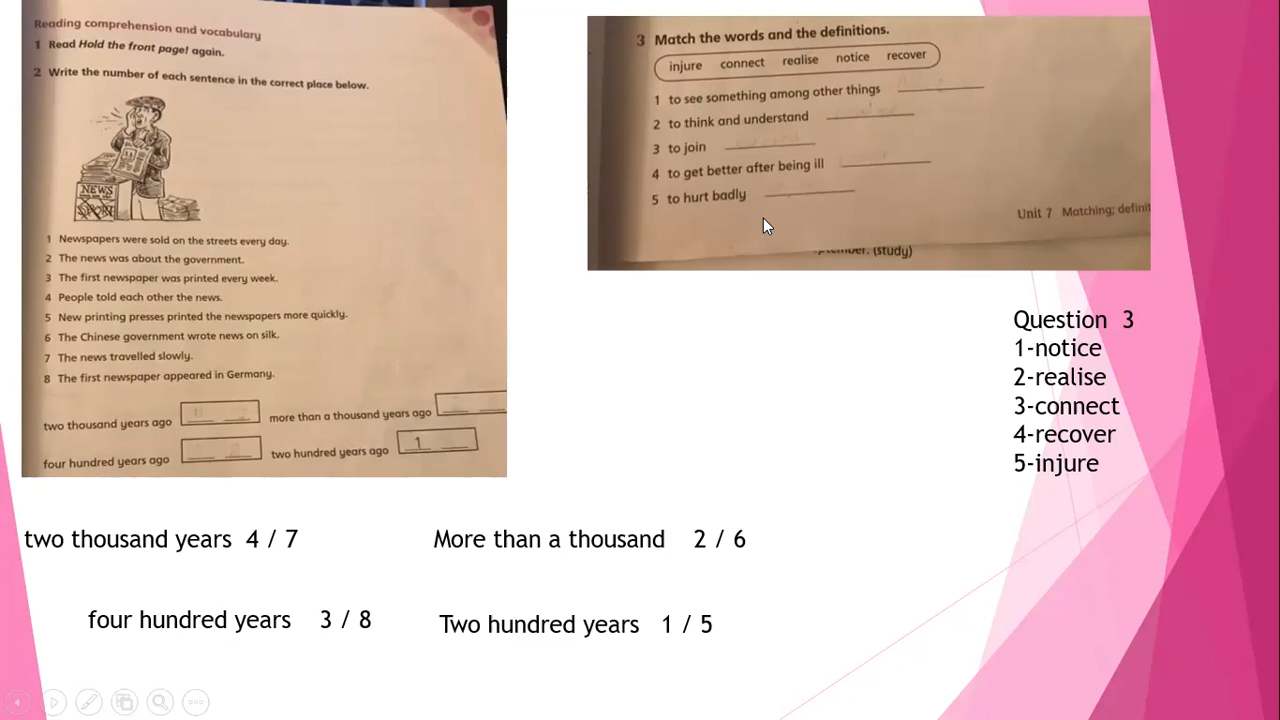 Reading comprehension and vocabulary
1 Read Hold the front page! again.
2 Write the number of each sentence in the correct place below.
NEWS
SPORT
1 Newspapers were sold on the streets every day.
2 The news was about the government.
3 The first newspaper was printed every week.
4 People told each other the news.
5 New printing presses printed the newspapers more quickly.
6 The Chinese government wrote news on silk.
7 The news travelled slowly.
8 The first newspaper appeared in Germany.
two thousand years ago
more than a thousand years ago
four hundred years ago
two hundred years ago 1
3 Match the words and the definitions.
injure connect realise notice recover
1 to see something among other things
2 to think and understand
3 to join
4 to get better after being ill
5 to hurt badly
Unit 7 Matching;
(study)
Question 3
1-notice
2-realise
3-connect
4-recover
5-injure
two thousand years 4 / 7
More than a thousand 2 / 6
four hundred years 3 / 8
Two hundred years 1 / 5